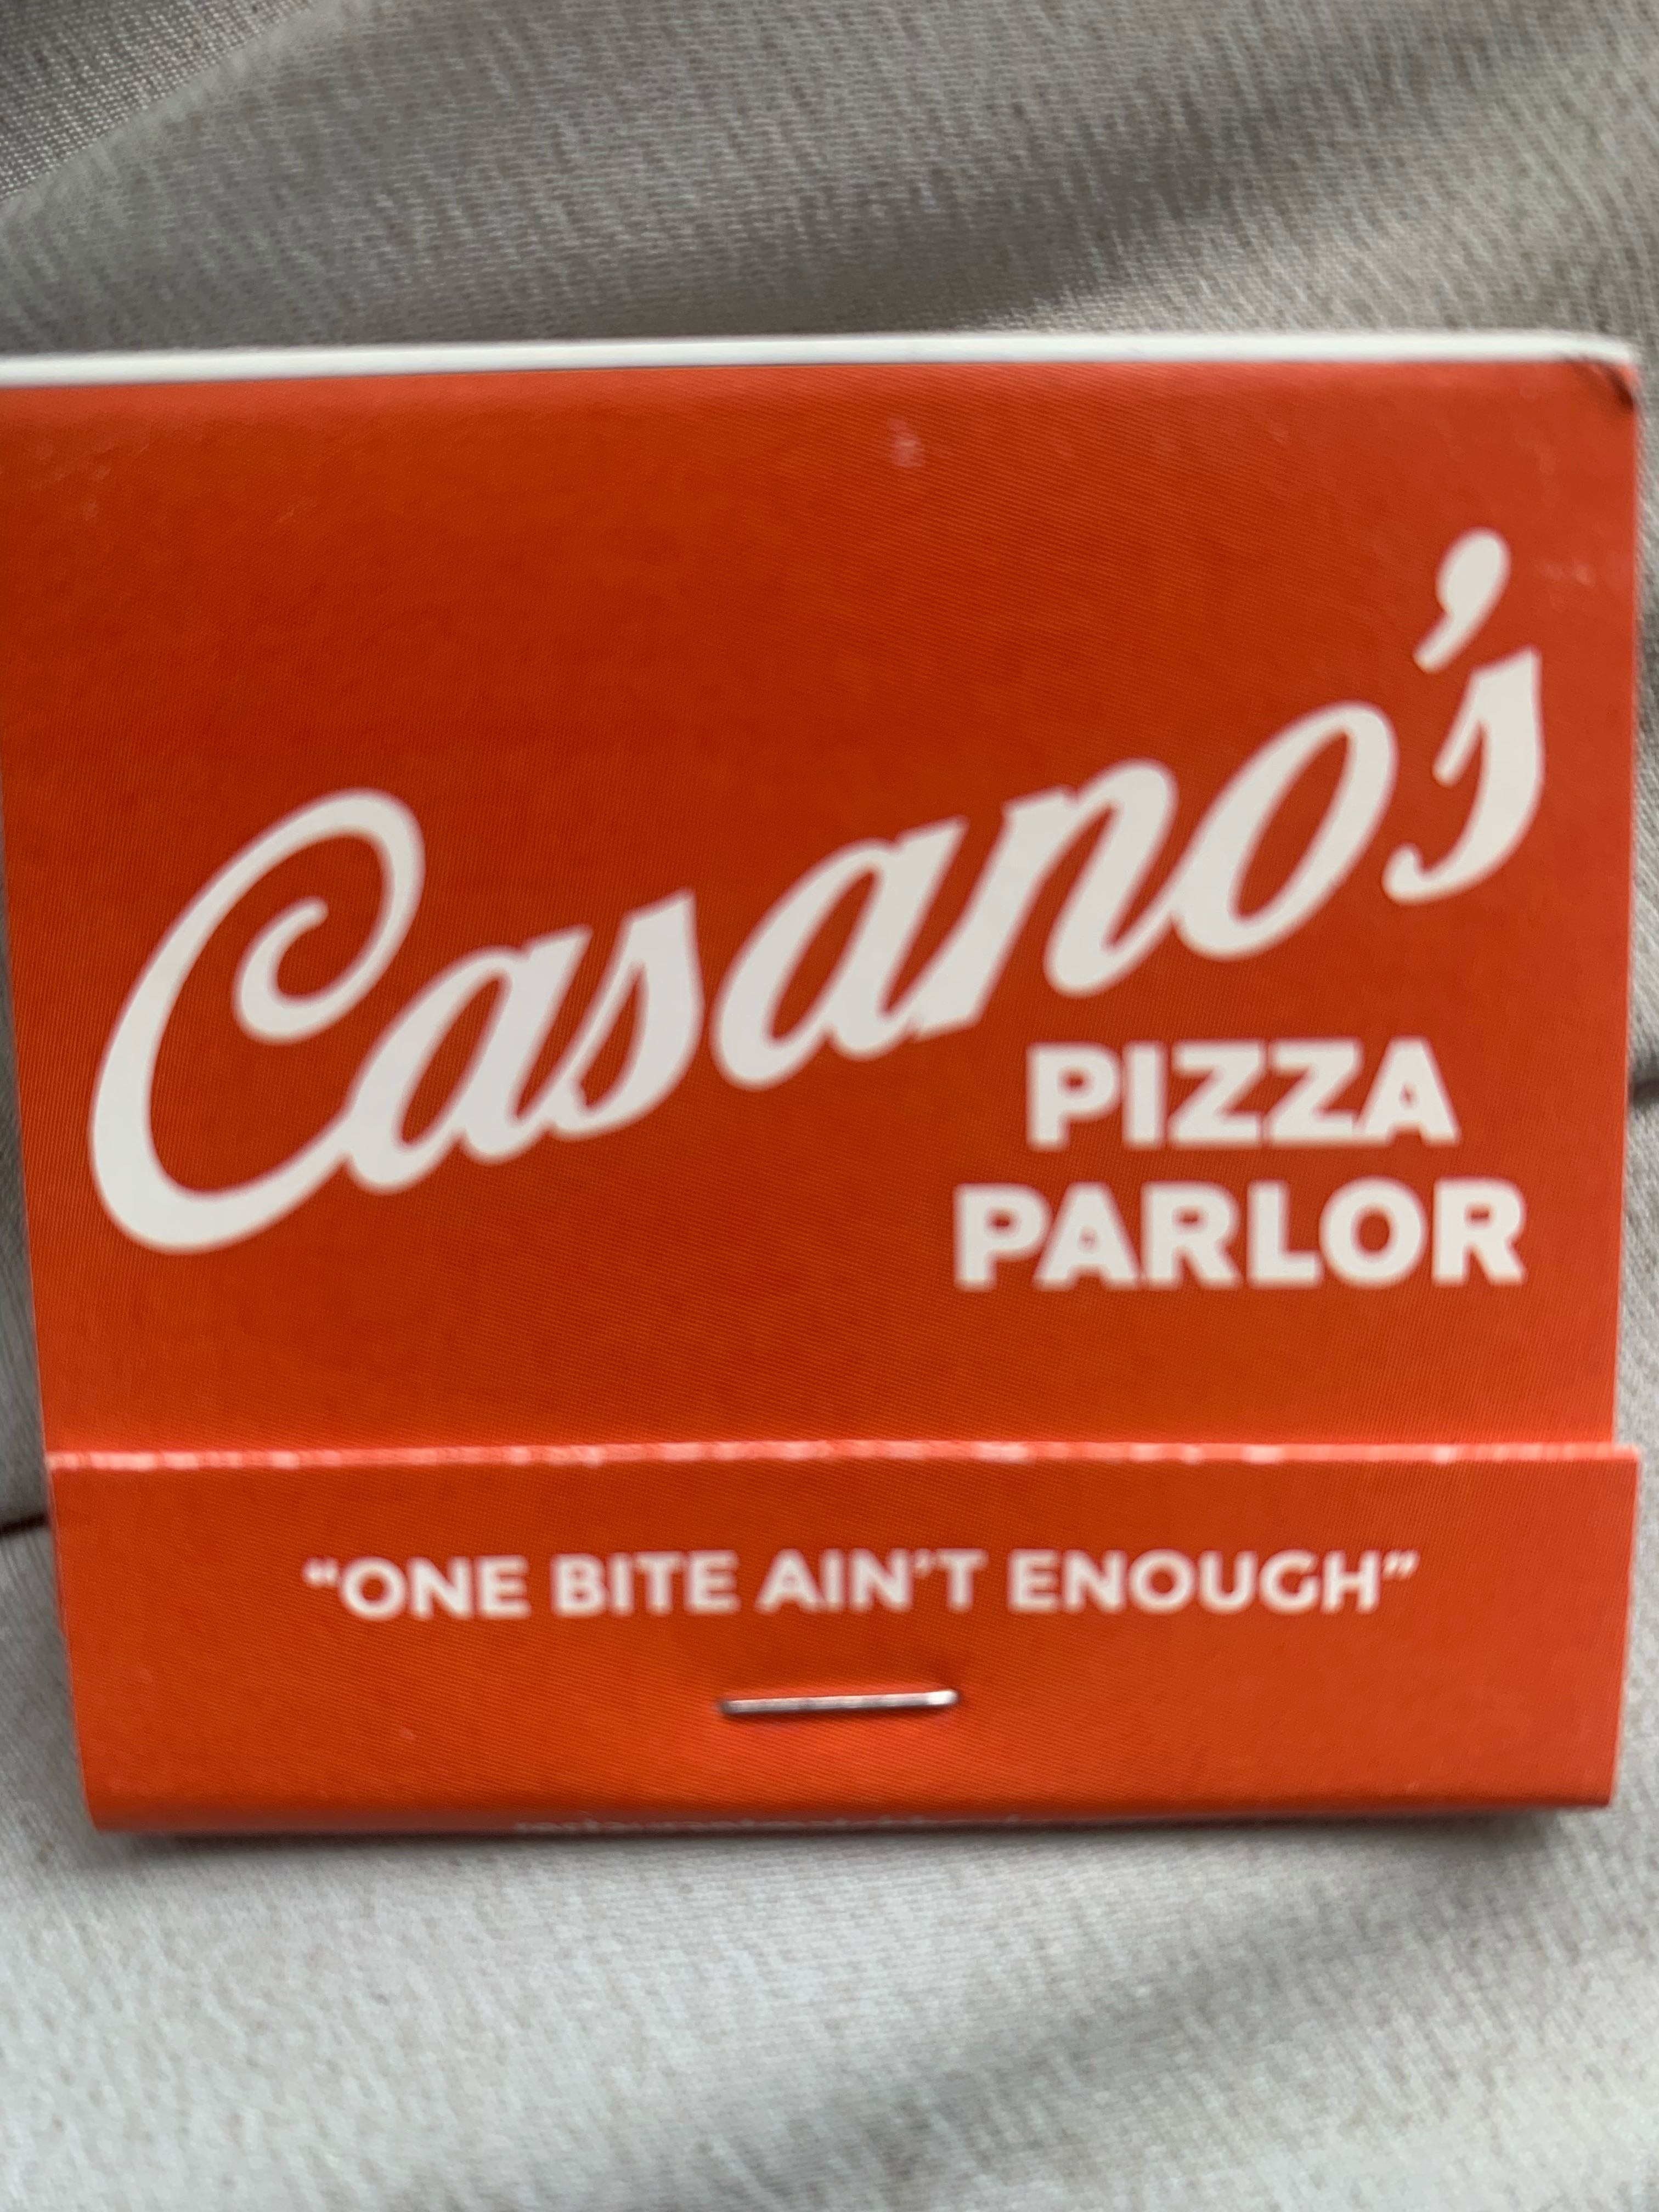 Casano's
PIZZA
PARLOR
“ONE BITE AIN'T ENOUGH”